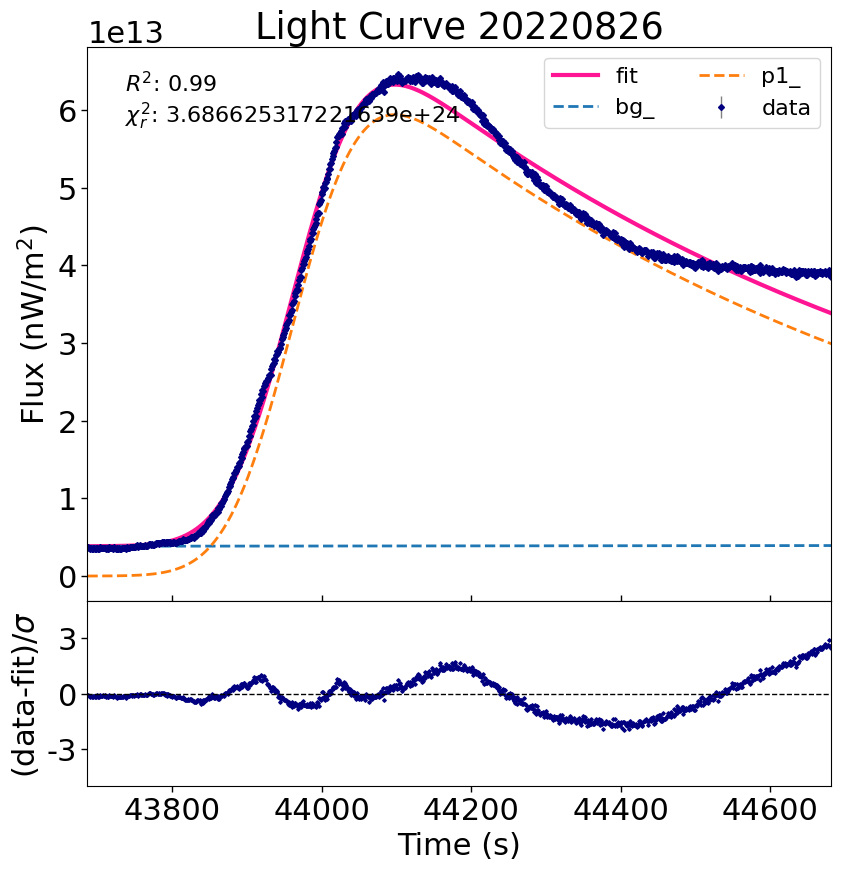 Light Curve 20220826
1e13
R²: 0.99
χ²ᵣ: 3.686625317221639e+24
fit
bg_
p1_
data
Flux (nW/m²)
6
5
4
3
2
1
0
(data-fit)/σ
3
0
-3
43800 44000 44200 44400 44600
Time (s)